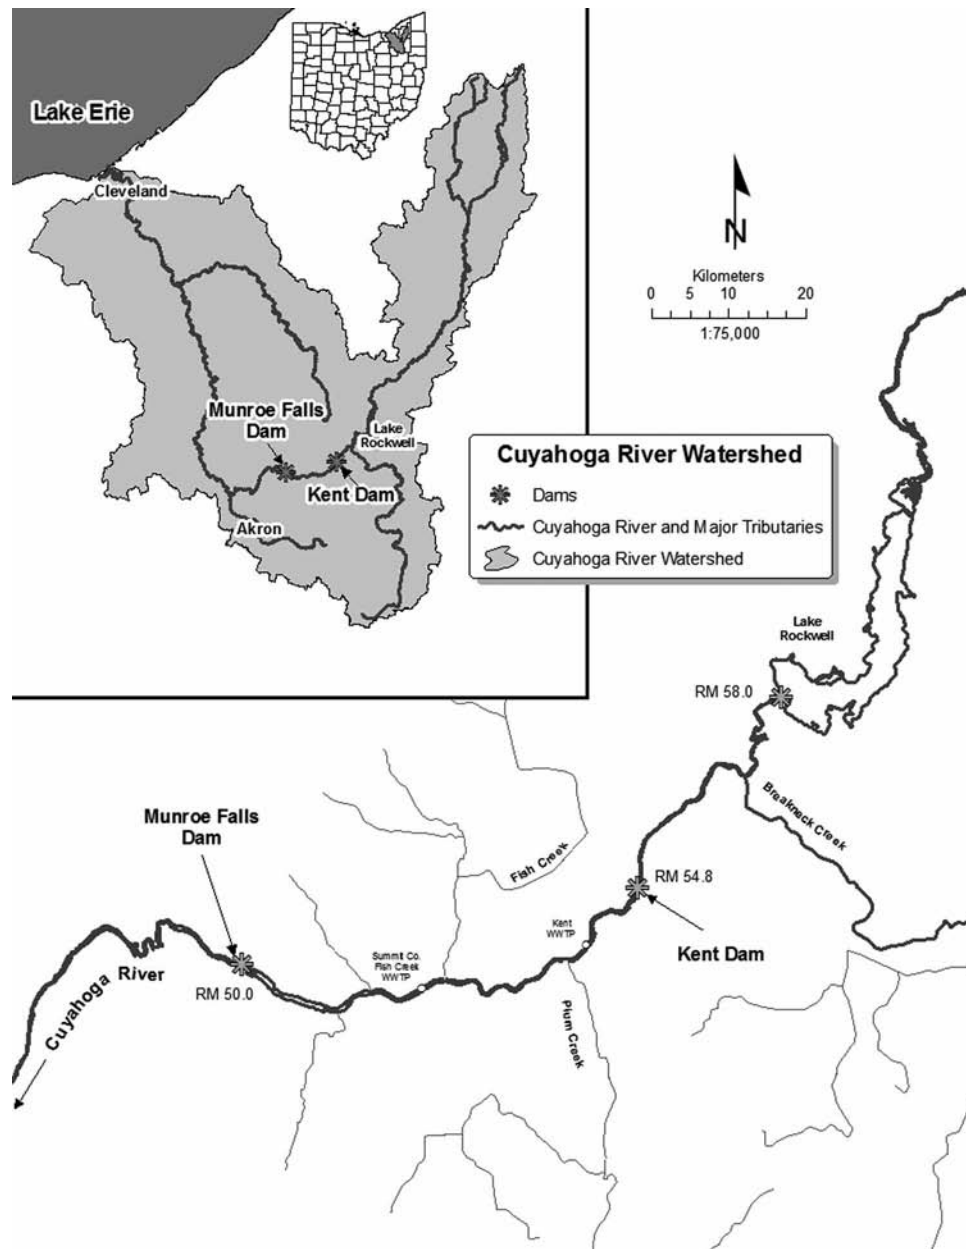 Lake Erie
Cleveland
Munroe Falls
Dam
Lake
Rockwell
Kent Dam
Akron
N
Kilometers
0 5 10 20
1:75,000
Cuyahoga River Watershed
Dams
Cuyahoga River and Major Tributaries
Cuyahoga River Watershed
Lake
Rockwell
RM 58.0
Breakneck Creek
Munroe Falls
Dam
Fish Creek
RM 54.8
Kent
WWTP
Kent Dam
Summit Co.
Fish Creek
WWTP
River
RM 50.0
Cuyahoga
Plum Creek